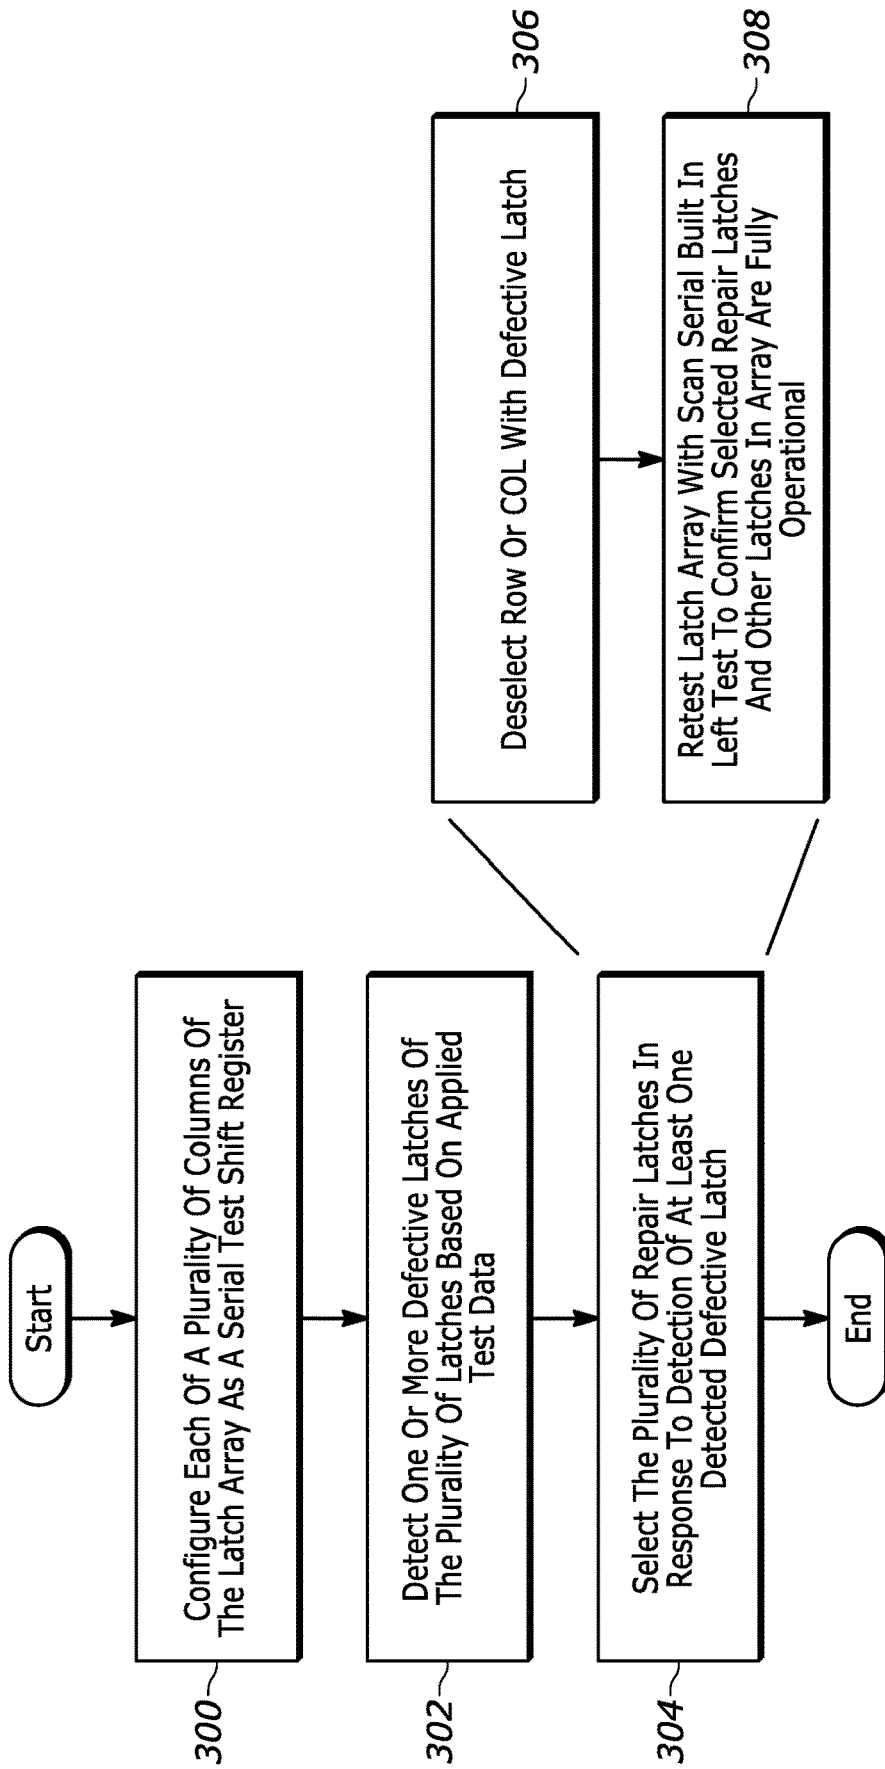 Start
Configure Each Of A Plurality Of Columns Of
The Latch Array As A Serial Test Shift Register
300
Detect One Or More Defective Latches Of
The Plurality Of Latches Based On Applied
Test Data
302
Select The Plurality Of Repair Latches In
Response To Detection Of At Least One
Detected Defective Latch
304
End
Deselect Row Or COL With Defective Latch
306
Retest Latch Array With Scan Serial Built In
Left Test To Confirm Selected Repair Latches
And Other Latches In Array Are Fully
Operational
308